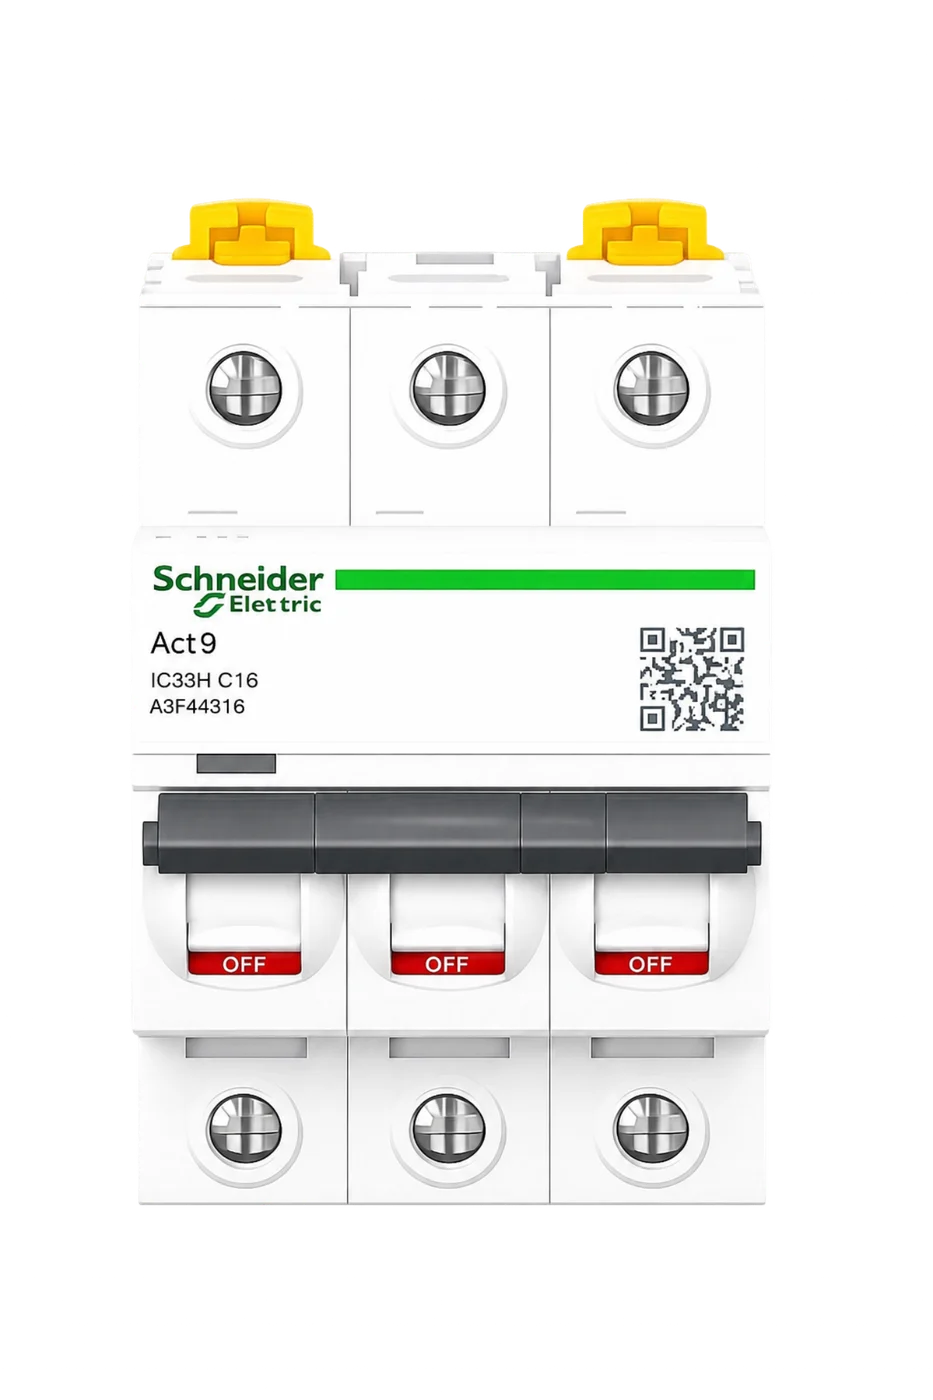 Schneider
Elettric
Act9
IC33H C16
A3F44316
OFF OFF OFF